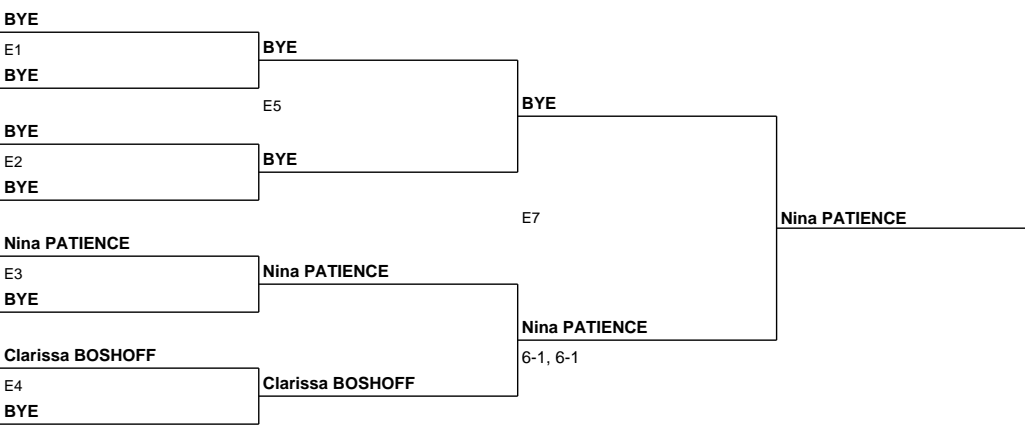 BYE
E1
BYE
BYE
E5
BYE
BYE
E2
BYE
BYE
E7
Nina PATIENCE
Nina PATIENCE
E3
Nina PATIENCE
BYE
Nina PATIENCE
Clarissa BOSHOFF
6-1, 6-1
E4
Clarissa BOSHOFF
BYE